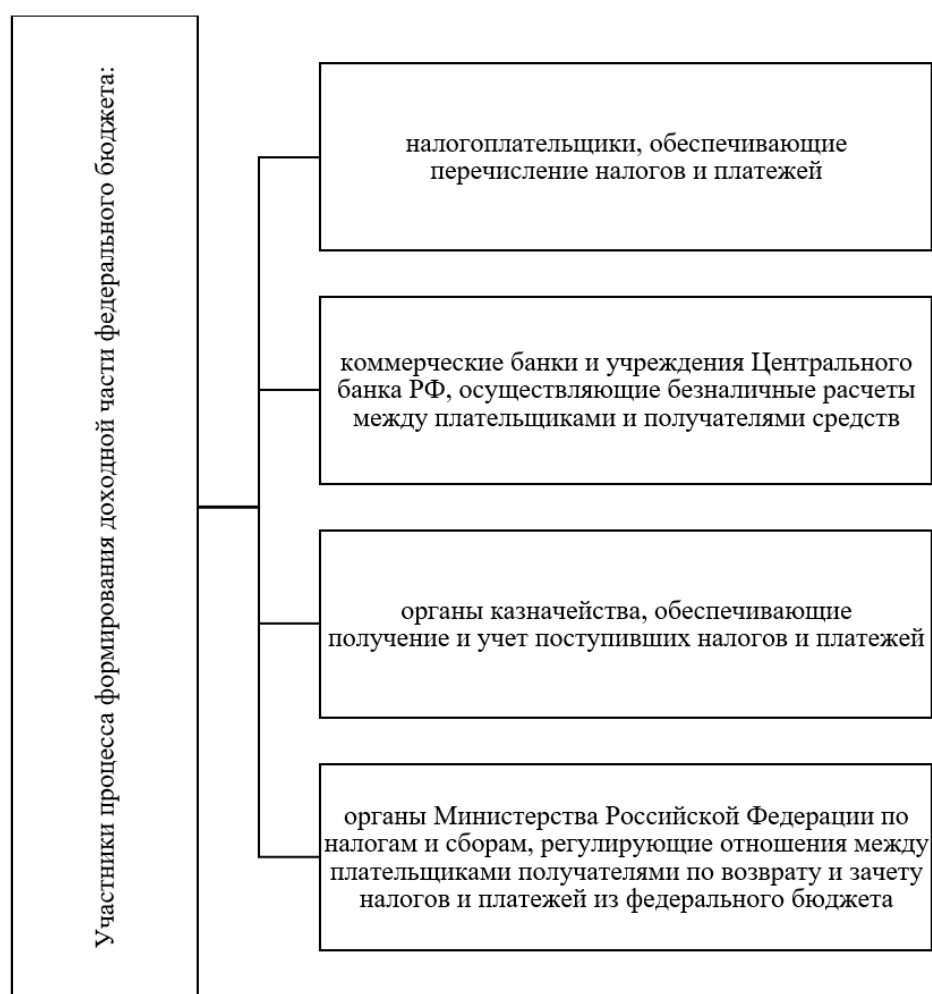 Участники процесса формирования доходной части федерального бюджета:
налогоплательщики, обеспечивающие
перечисление налогов и платежей
коммерческие банки и учреждения Центрального
банка РФ, осуществляющие безналичные расчеты
между плательщиками и получателями средств
органы казначейства, обеспечивающие
получение и учет поступивших налогов и платежей
органы Министерства Российской Федерации по
налогам и сборам, регулирующие отношения между
плательщиками получателями по возврату и зачету
налогов и платежей из федерального бюджета